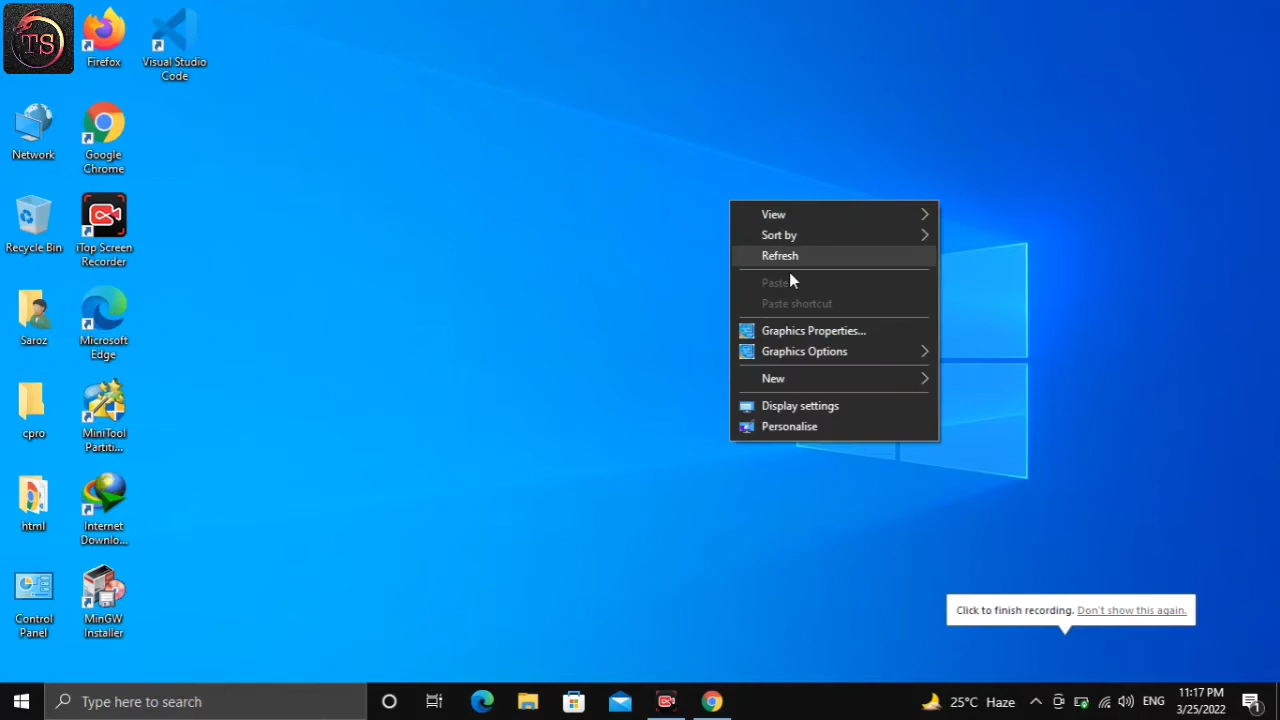 TS
Firefox
Visual Studio
Code
Network
Google
Chrome
Recycle Bin
iTop Screen
Recorder
Saroz
Microsoft
Edge
cpro
MiniTool
Partiti...
html
Internet
Downlo...
Control
Panel
MinGW
Installer
View
Sort by
Refresh
Paste
Paste shortcut
Graphics Properties...
Graphics Options
New
Display settings
Personalise
Click to finish recording. Don't show this again.
Type here to search
25°C Haze
ENG
11:17 PM
3/25/2022
1